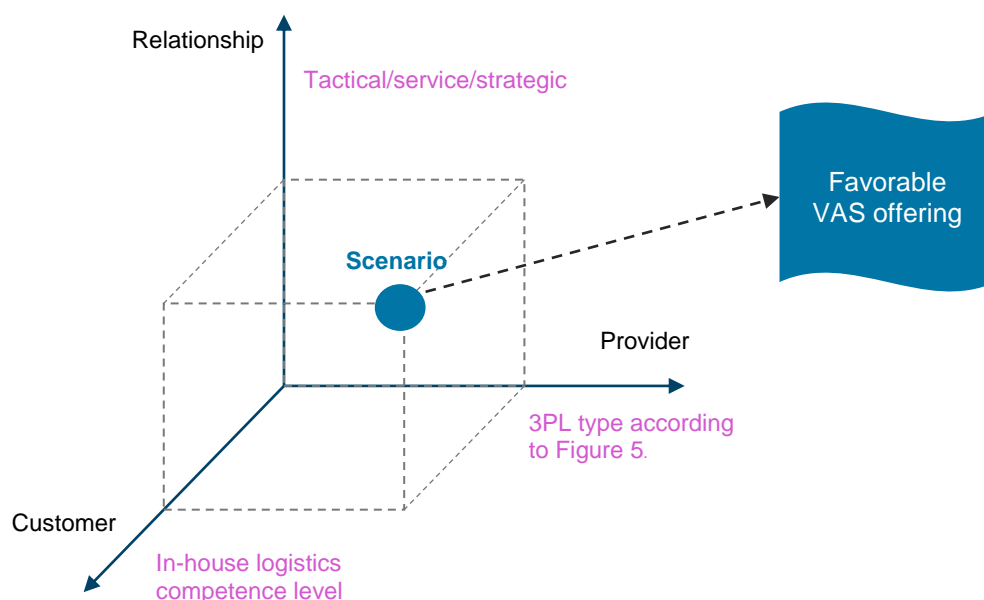 Relationship
Tactical/service/strategic
Favorable
VAS offering
Scenario
Provider
3PL type according
to Figure 5.
Customer
In-house logistics
competence level